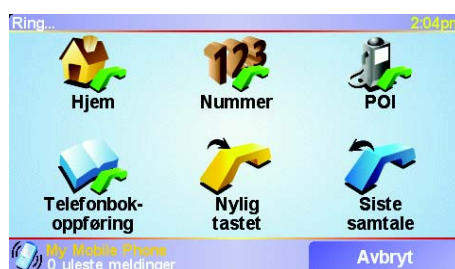 Ring...
2:04pm
Hjem
Nummer
POI
Telefonbok-
oppføring
Nylig
tastet
Siste
samtale
My Mobile Phone
0 uleste meldinger
Avbryt